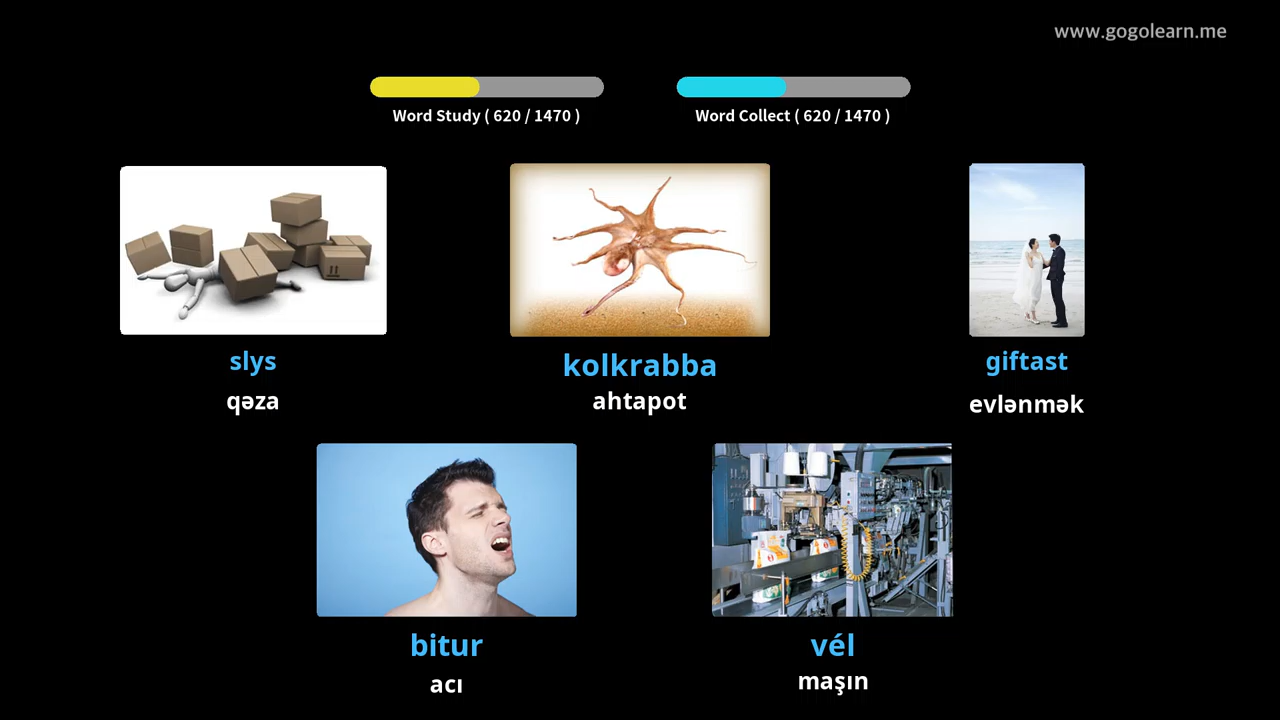 www.gogolearn.me
Word Study ( 620 / 1470 )
Word Collect ( 620 / 1470 )
slys
qəza
kolkrabba
ahtapot
giftast
evlənmək
bitur
acı
vél
maşın